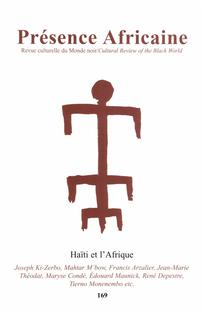 Présence Africaine
Revue culturelle du Monde noir/Cultural Review of the Black World
Haïti et l'Afrique
Joseph Ki-Zerbo, Mahtar M'bow, Francis Arzalier, Jean-Marie
Théodat, Maryse Condé, Édouard Maunick, René Depestre,
Tierno Monenembo etc.
169